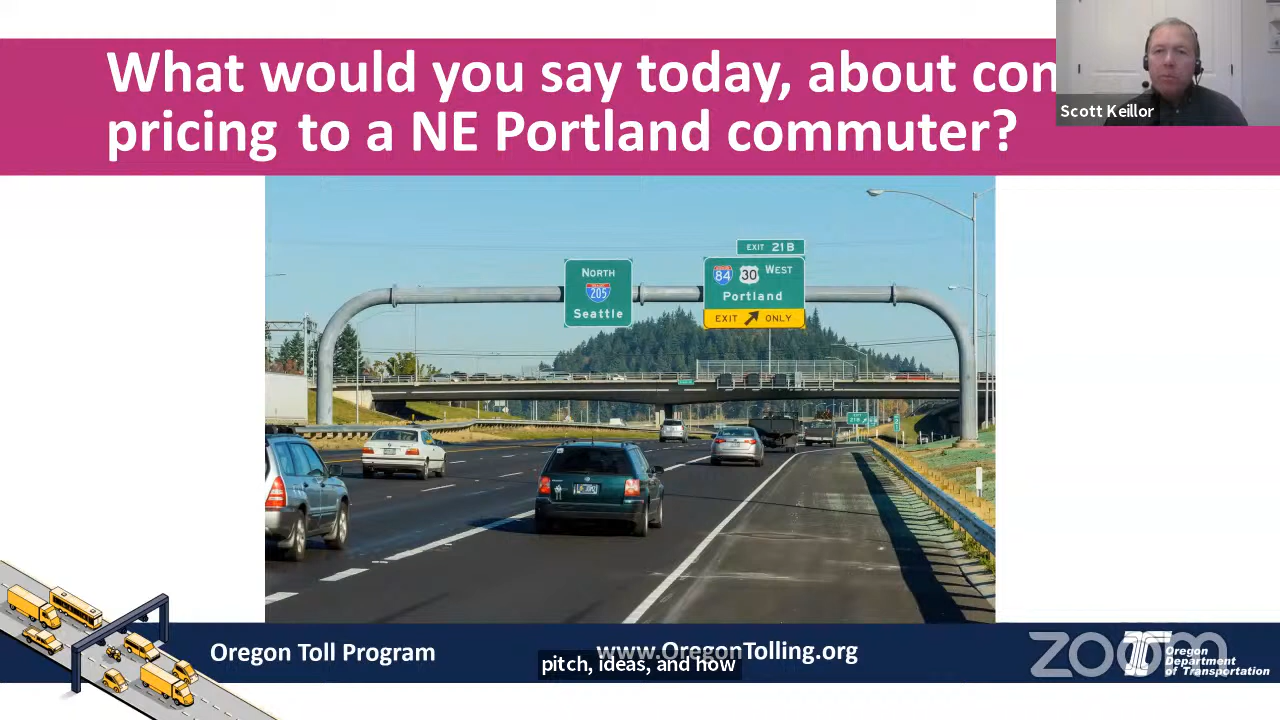 What would you say today, about con
pricing to a NE Portland commuter?
Scott Keillor
EXIT 21B
NORTH
205
Seattle
84 30 WEST
Portland
EXIT ONLY
Oregon Toll Program
www.OregonTolling.org
pitch, ideas, and how
zoom
Oregon
Department
of Transportation